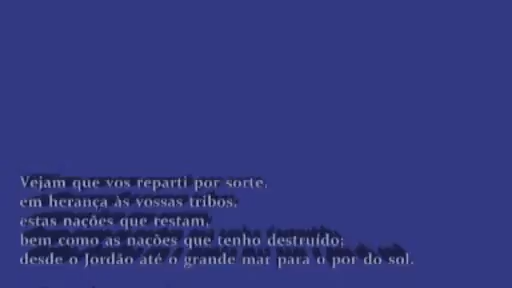 Vejam que vos reparti por sorte,
em herança às vossas tribos,
estas nações que restam,
bem como as nações que tenho destruído;
desde o Jordão até o grande mar para o por do sol.